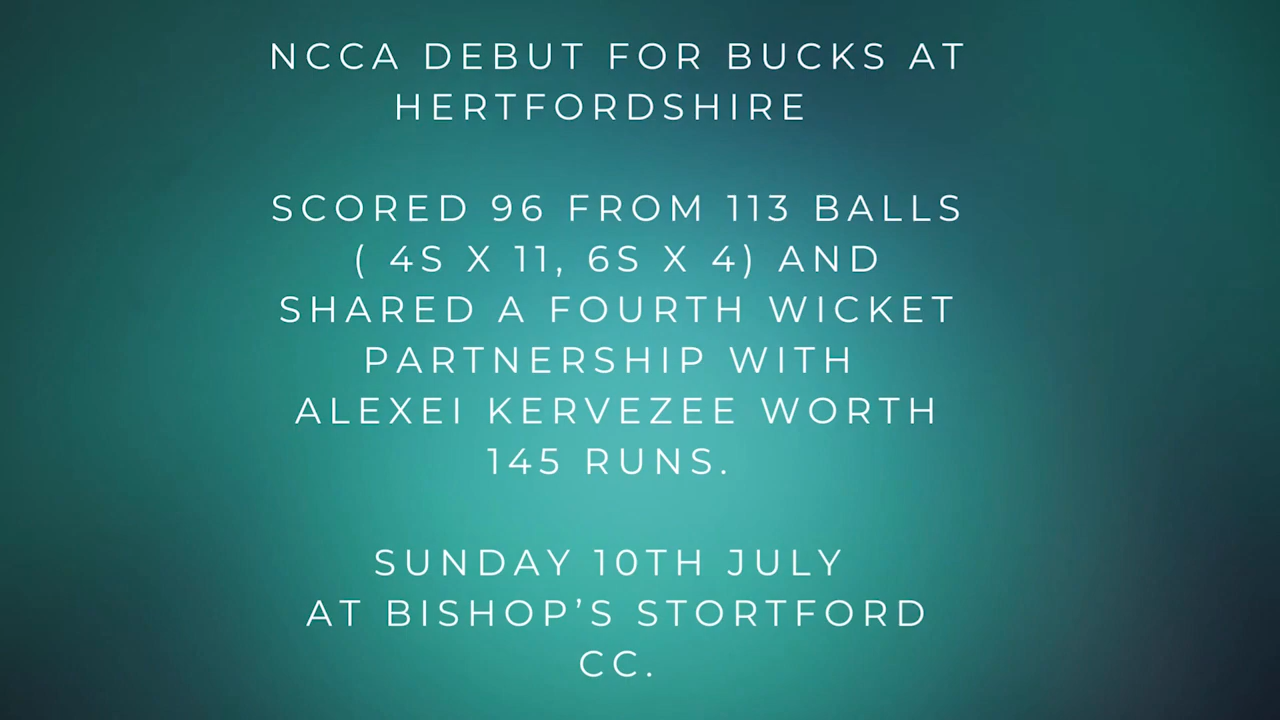 NCCA DEBUT FOR BUCKS AT
HERTFORDSHIRE
SCORED 96 FROM 113 BALLS
( 4S X 11, 6S X 4) AND
SHARED A FOURTH WICKET
PARTNERSHIP WITH
ALEXEI KERVEZEE WORTH
145 RUNS.
SUNDAY 10TH JULY
AT BISHOP’S STORTFORD
CC.